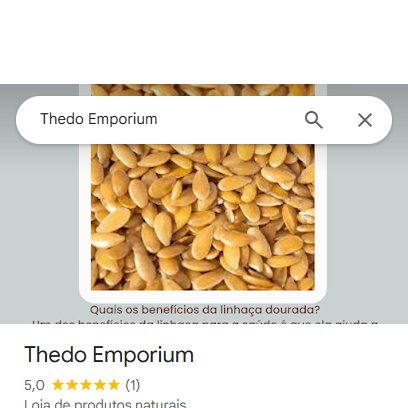 Thedo Emporium
Quais os benefícios da linhaça dourada?
Um dos benefícios da linhaça para a saúde é que ela ajuda a
Thedo Emporium
5,0 (1)
Loja de produtos naturais